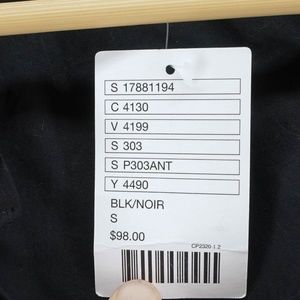 S 17881194
C 4130
V 4199
S 303
S P303ANT
Y 4490
BLK/NOIR
S
$98.00
CP2320-1.2